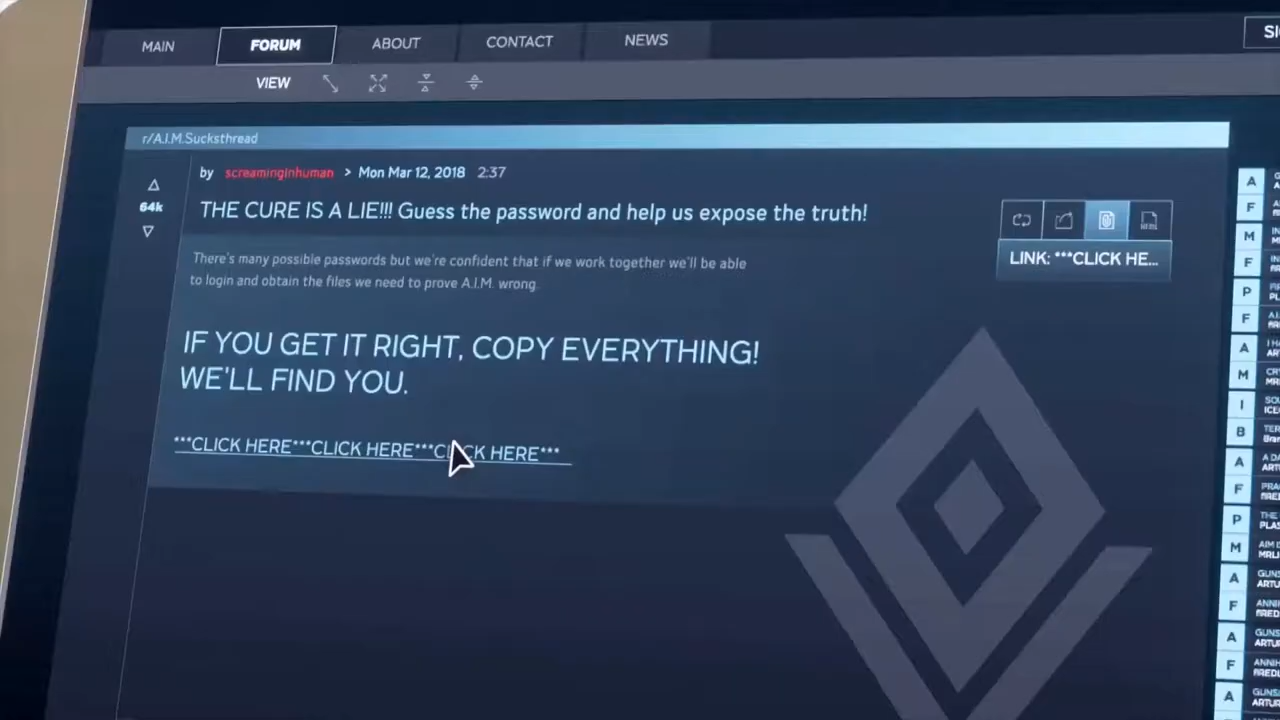 MAIN FORUM ABOUT CONTACT NEWS
VIEW
r/A.I.M.Sucksthread
by screaminginhuman > Mon Mar 12, 2018 2:37
64k
THE CURE IS A LIE!!! Guess the password and help us expose the truth!
LINK: ***CLICK HE...
There's many possible passwords but we're confident that if we work together we'll be able
to login and obtain the files we need to prove A.I.M. wrong.
IF YOU GET IT RIGHT, COPY EVERYTHING!
WE'LL FIND YOU.
***CLICK HERE***CLICK HERE***CLICK HERE***
A
F
M
F
P
F
A
M
I
B
A
F
P
M
A
F
A
F
A